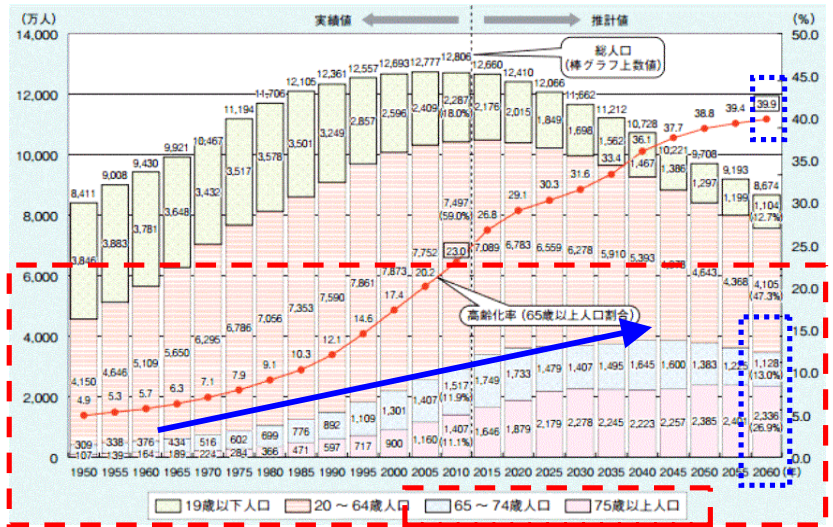 (万人) 実績値 推計値 (%)
14,000 12,000 10,000 8,000 6,000 4,000 2,000 0
50.0 45.0 40.0 35.0 30.0 25.0 20.0 15.0 10.0 5.0 0.0
総人口
(棒グラフ上数値)
8,411 9,008 9,430 9,921 10,467 11,194 11,706 12,105 12,361 12,557 12,693 12,777 12,806 12,660 12,410 12,066 11,662 11,212 10,728 10,221 9,708 9,193 8,674
3,846 3,883 3,781 3,648 3,432 3,517 3,578 3,501 3,249 2,857 2,596 2,409 2,287 2,176 2,015 1,849 1,698 1,562 1,467 1,386 1,297 1,199 1,104
(18.0%) (12.7%)
4,150 4,646 5,109 5,650 6,295 6,786 7,056 7,353 7,590 7,861 7,873 7,752 7,497 7,089 6,783 6,559 6,278 5,910 5,393 4,643 4,368 4,105
(59.0%) (47.3%)
4.9 5.3 5.7 6.3 7.1 7.9 9.1 10.3 12.1 14.6 17.4 20.2 23.0 26.8 29.1 30.3 31.6 33.4 36.1 37.7 38.8 39.4 39.9
高齢化率(65歳以上人口割合)
309 338 376 434 516 602 699 776 892 1,109 1,301 1,407 1,517 1,749 1,733 1,479 1,407 1,495 1,645 1,600 1,383 1,225 1,128
(11.9%) (13.0%)
107 139 164 189 224 284 366 471 597 717 900 1,160 1,407 1,646 1,879 2,179 2,278 2,245 2,223 2,257 2,385 2,401 2,336
(11.1%) (26.9%)
1950 1955 1960 1965 1970 1975 1980 1985 1990 1995 2000 2005 2010 2015 2020 2025 2030 2035 2040 2045 2050 2055 2060 (年)
19歳以下人口 20～64歳人口 65～74歳人口 75歳以上人口